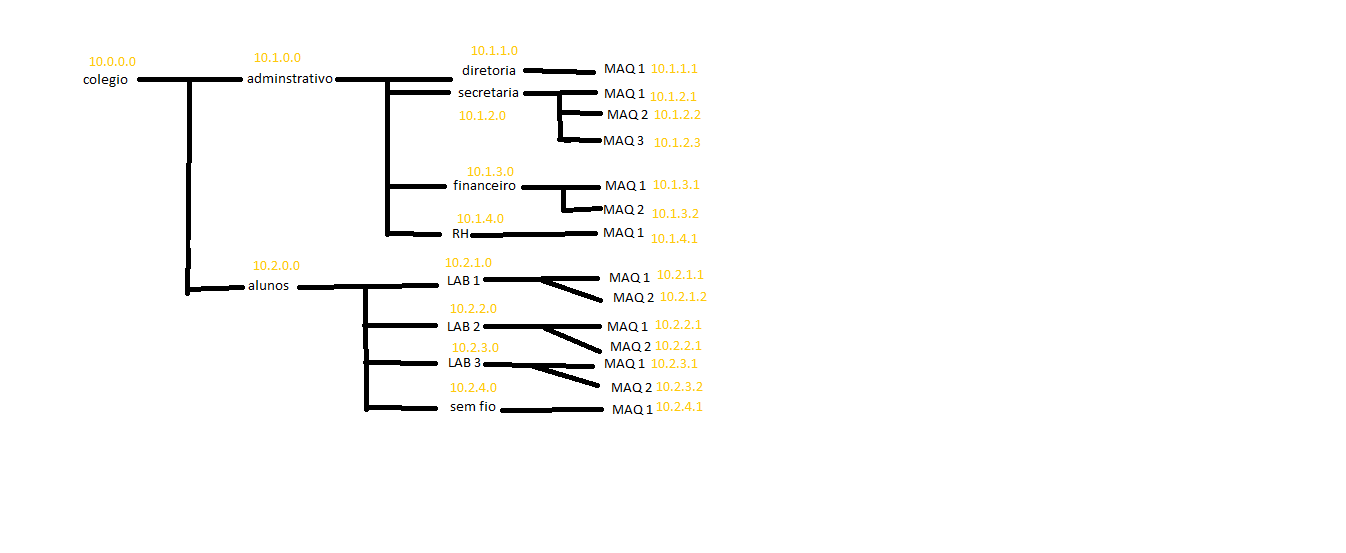 10.0.0.0
colegio
10.1.0.0
adminstrativo
10.1.1.0
diretoria
MAQ 1 10.1.1.1
secretaria
10.1.2.0
MAQ 1 10.1.2.1
MAQ 2 10.1.2.2
MAQ 3 10.1.2.3
10.1.3.0
financeiro
MAQ 1 10.1.3.1
MAQ 2 10.1.3.2
10.1.4.0
RH
MAQ 1 10.1.4.1
10.2.0.0
alunos
10.2.1.0
LAB 1
MAQ 1 10.2.1.1
MAQ 2 10.2.1.2
10.2.2.0
LAB 2
MAQ 1 10.2.2.1
MAQ 2 10.2.2.1
10.2.3.0
LAB 3
MAQ 1 10.2.3.1
MAQ 2 10.2.3.2
10.2.4.0
sem fio
MAQ 1 10.2.4.1